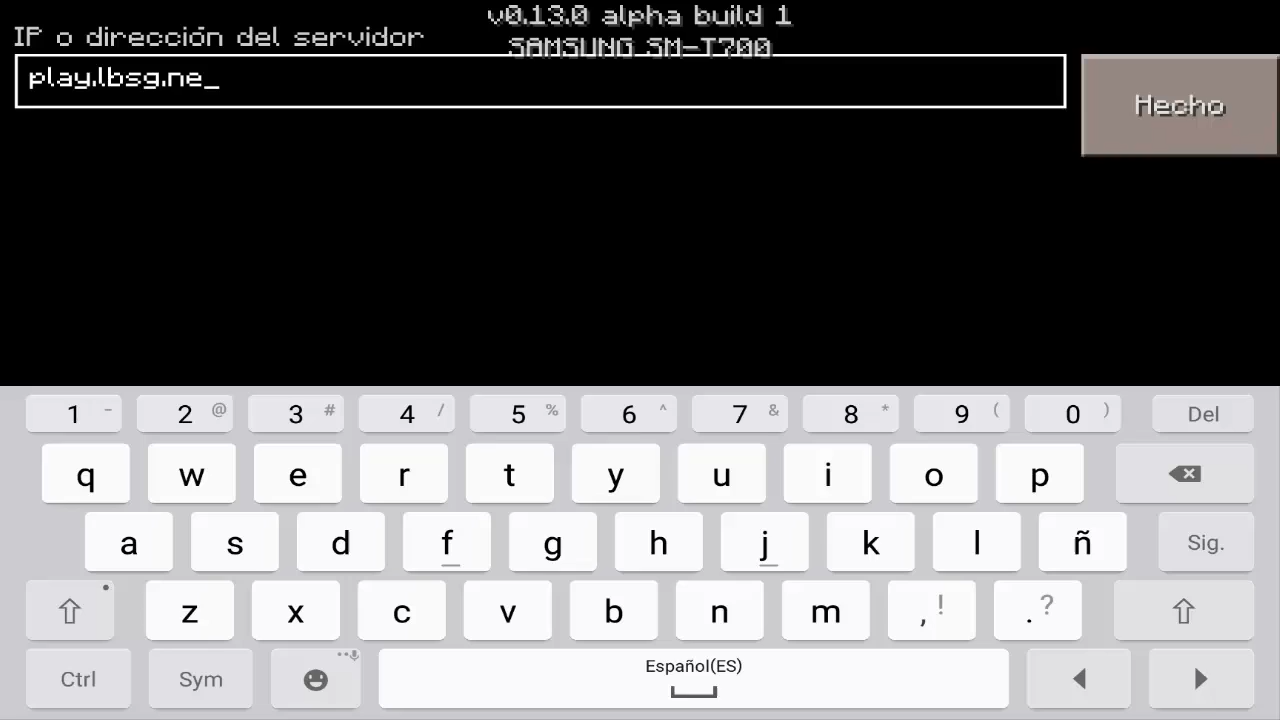 v0.13.0 alpha build 1
SAMSUNG SM-T700
IP o dirección del servidor
play.lbsg.ne_
Hecho
1 - 2 @ 3 # 4 / 5 % 6 ^ 7 & 8 * 9 ( 0 ) Del
q w e r t y u i o p
a s d f g h j k l ñ Sig.
z x c v b n m , ! . ?
Ctrl Sym Español(ES)